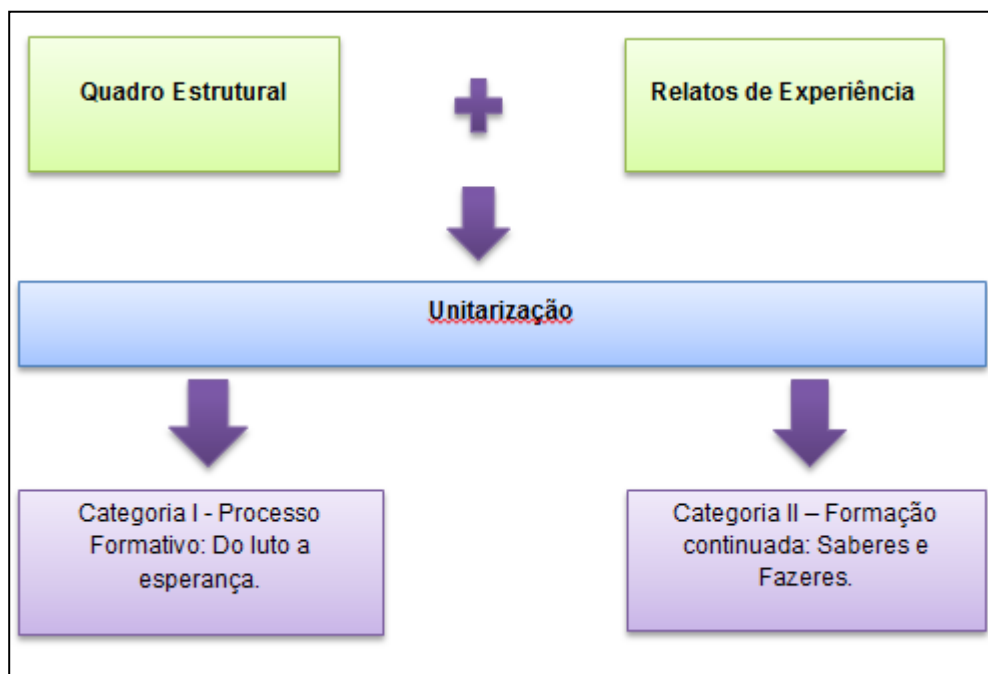 Quadro Estrutural
Relatos de Experiência
Unitarização
Categoria I - Processo
Formativo: Do luto a
esperança.
Categoria II – Formação
continuada: Saberes e
Fazeres.